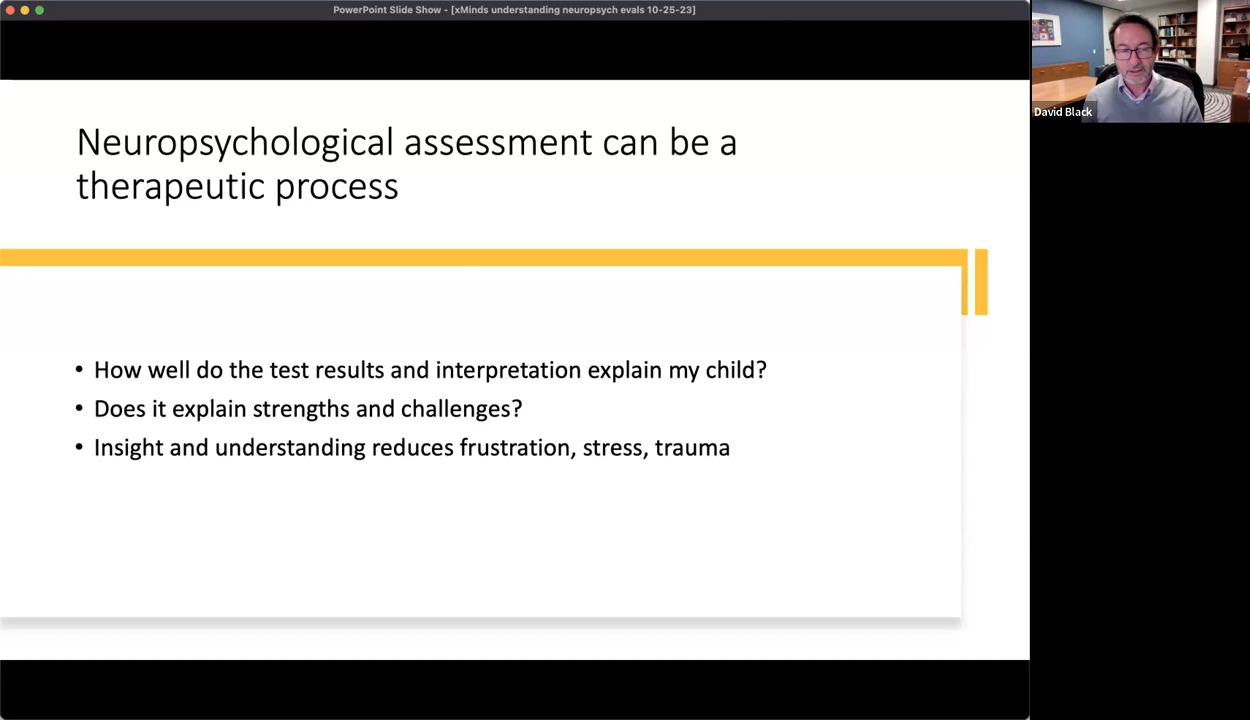 PowerPoint Slide Show - [xMinds understanding neuropsych evals 10-25-23]
David Black
Neuropsychological assessment can be a
therapeutic process
• How well do the test results and interpretation explain my child?
• Does it explain strengths and challenges?
• Insight and understanding reduces frustration, stress, trauma